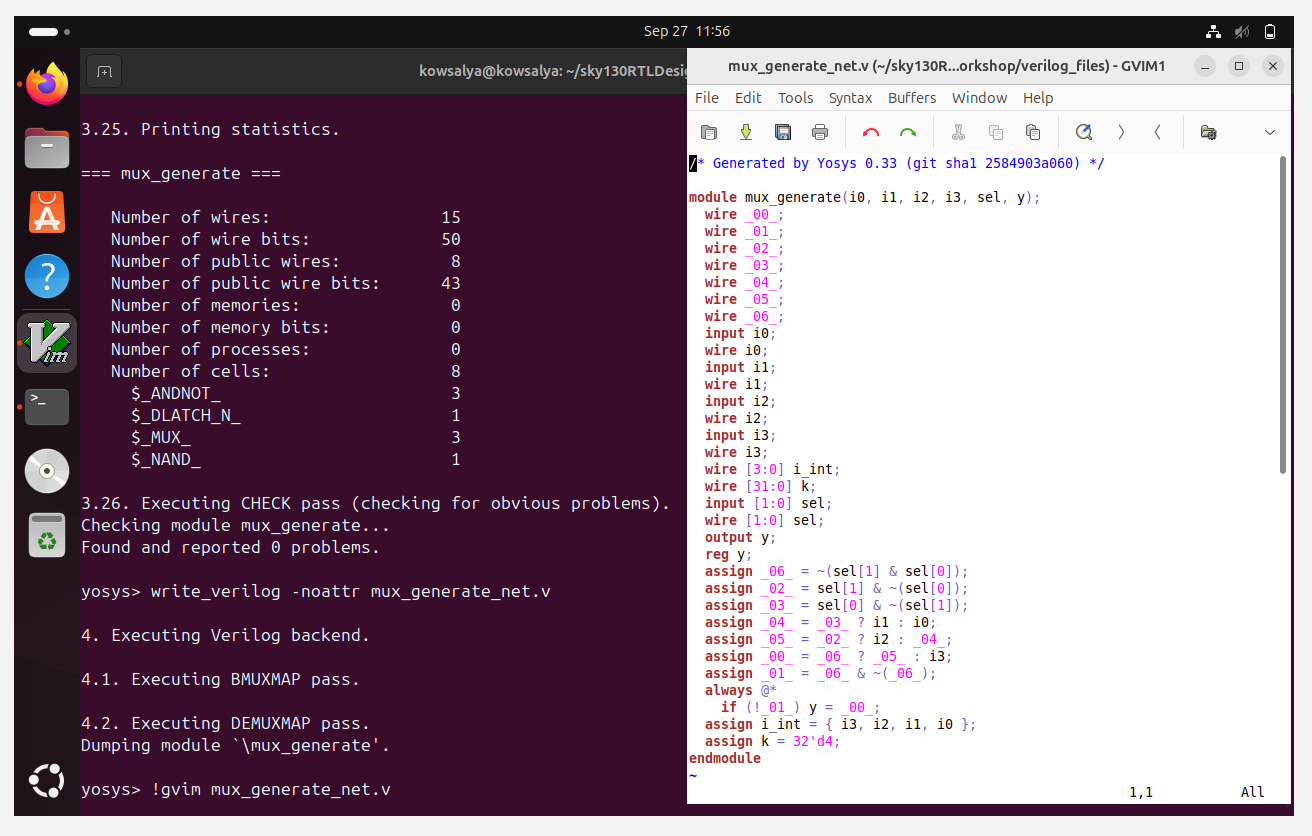 Sep 27  11:56
kowsalya@kowsalya: ~/sky130RTLDesi
3.25. Printing statistics.
=== mux_generate ===
Number of wires: 15
Number of wire bits: 50
Number of public wires: 8
Number of public wire bits: 43
Number of memories: 0
Number of memory bits: 0
Number of processes: 0
Number of cells: 8
$_ANDNOT_ 3
$_DLATCH_N_ 1
$_MUX_ 3
$_NAND_ 1
3.26. Executing CHECK pass (checking for obvious problems).
Checking module mux_generate...
Found and reported 0 problems.
yosys> write_verilog -noattr mux_generate_net.v
4. Executing Verilog backend.
4.1. Executing BMUXMAP pass.
4.2. Executing DEMUXMAP pass.
Dumping module `\mux_generate'.
yosys> !gvim mux_generate_net.v
mux_generate_net.v (~/sky130R...orkshop/verilog_files) - GVIM1
File Edit Tools Syntax Buffers Window Help
/* Generated by Yosys 0.33 (git sha1 2584903a060) */
module mux_generate(i0, i1, i2, i3, sel, y);
wire _00_;
wire _01_;
wire _02_;
wire _03_;
wire _04_;
wire _05_;
wire _06_;
input i0;
wire i0;
input i1;
wire i1;
input i2;
wire i2;
input i3;
wire i3;
wire [3:0] i_int;
wire [31:0] k;
input [1:0] sel;
wire [1:0] sel;
output y;
reg y;
assign _06_ = ~(sel[1] & sel[0]);
assign _02_ = sel[1] & ~(sel[0]);
assign _03_ = sel[0] & ~(sel[1]);
assign _04_ = _03_ ? i1 : i0;
assign _05_ = _02_ ? i2 : _04_;
assign _00_ = _06_ ? _05_ : i3;
assign _01_ = _06_ & ~(_06_);
always @*
if (!_01_) y = _00_;
assign i_int = { i3, i2, i1, i0 };
assign k = 32'd4;
endmodule
~
1,1 All